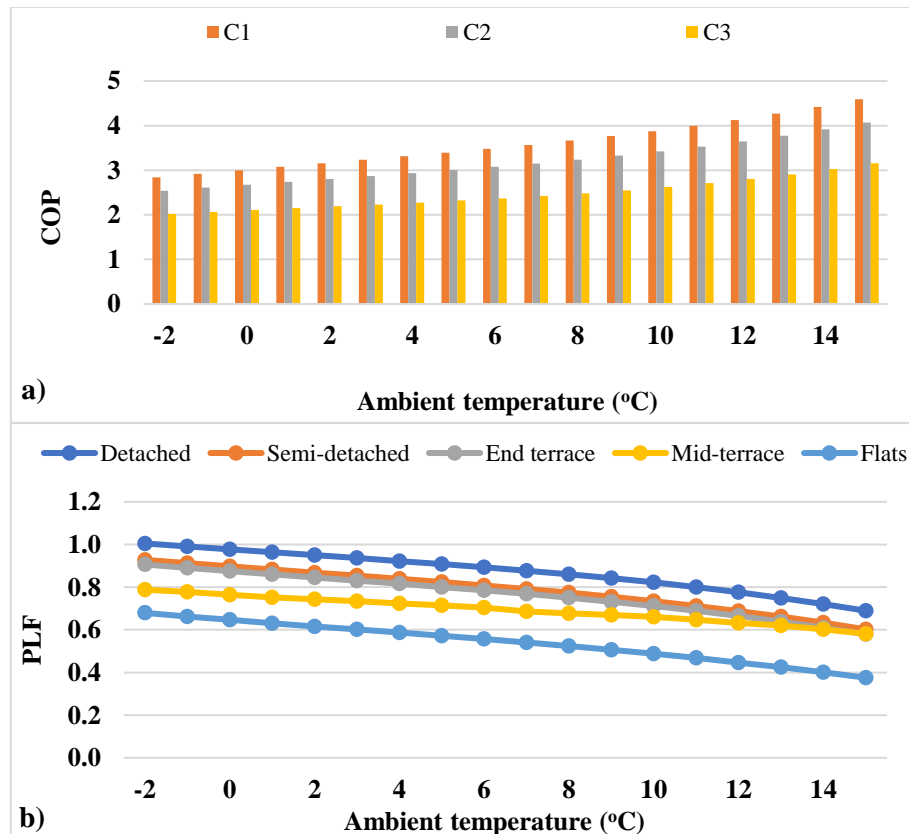 C1 C2 C3
5
4
3
2
1
0
COP
-2 0 2 4 6 8 10 12 14
a)
Ambient temperature (ºC)
Detached Semi-detached End terrace Mid-terrace Flats
1.2
1.0
0.8
0.6
0.4
0.2
0.0
PLF
-2 0 2 4 6 8 10 12 14
b)
Ambient temperature (ºC)